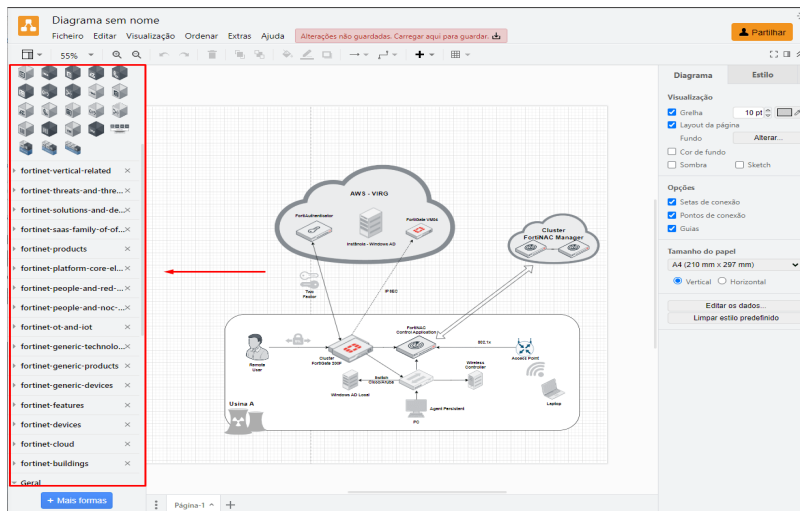 Diagrama sem nome
Ficheiro Editar Visualização Ordenar Extras Ajuda
Alterações não guardadas. Carregar aqui para guardar.
Partilhar
55%
fortinet-vertical-related
fortinet-threats-and-thre...
fortinet-solutions-and-de...
fortinet-saas-family-of-of...
fortinet-products
fortinet-platform-core-el...
fortinet-people-and-red-...
fortinet-people-and-noc-...
fortinet-ot-and-iot
fortinet-generic-technolo...
fortinet-generic-products
fortinet-generic-devices
fortinet-features
fortinet-devices
fortinet-cloud
fortinet-buildings
Geral
+ Mais formas
AWS - VIRG
FortiAuthenticator
Instância - Windows AD
FortiGate VM04
Cluster
FortiNAC Manager
Two
Factor
IPSEC
FortiNAC
Control Application
802.1x
Remote
User
Cluster
FortiGate 500F
Access Point
Switch
Cisco/Aruba
Wireless
Controller
Windows AD Local
Laptop
Usina A
Agent Persistent
PC
Página-1
Diagrama Estilo
Visualização
Grelha 10 pt
Layout da página
Fundo Alterar...
Cor de fundo
Sombra Sketch
Opções
Setas de conexão
Pontos de conexão
Guias
Tamanho do papel
A4 (210 mm x 297 mm)
Vertical Horizontal
Editar os dados...
Limpar estilo predefinido